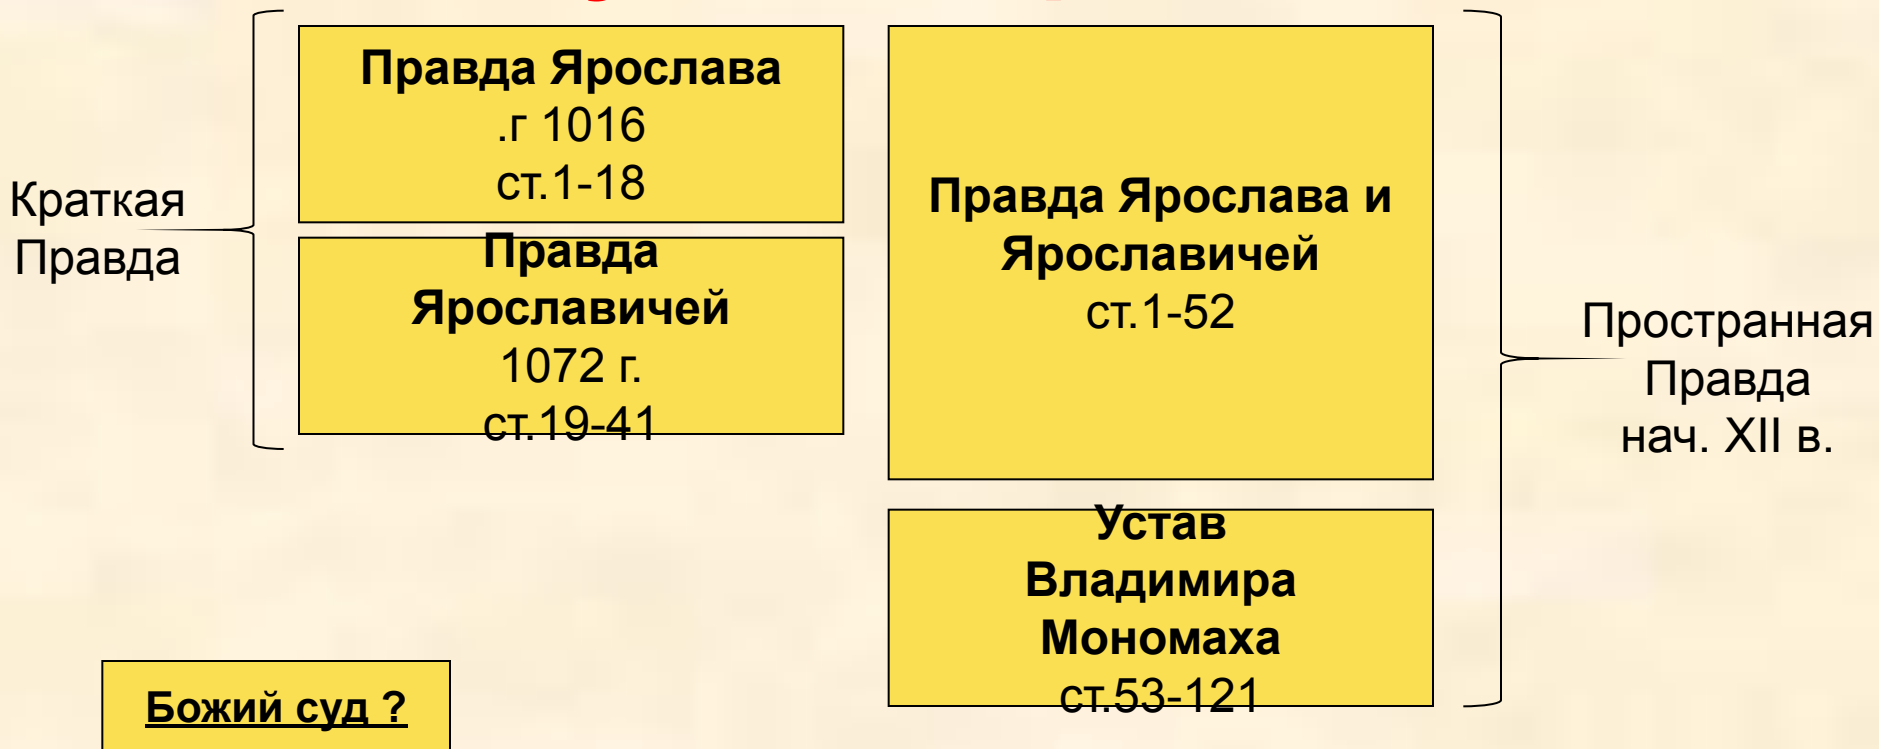 Краткая
Правда
Правда Ярослава
.г 1016
ст.1-18
Правда
Ярославичей
1072 г.
ст.19-41
Правда Ярослава и
Ярославичей
ст.1-52
Устав
Владимира
Мономаха
ст.53-121
Пространная
Правда
нач. XII в.
Божий суд ?